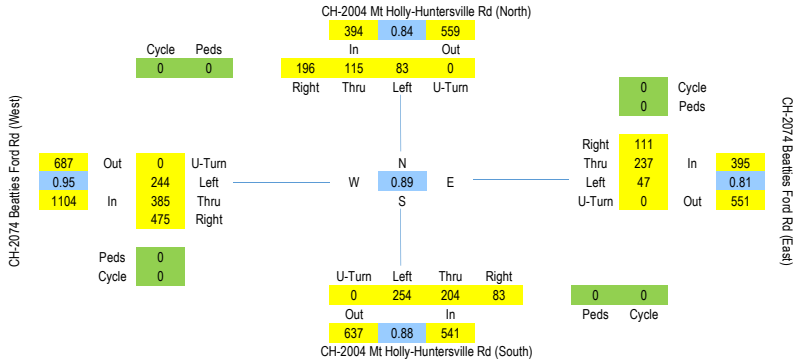 CH-2004 Mt Holly-Huntersville Rd (North)
394 0.84 559
Cycle Peds In Out
0 0 196 115 83 0
Right Thru Left U-Turn
0 Cycle
0 Peds
CH-2074 Beatties Ford Rd (West)
CH-2074 Beatties Ford Rd (East)
Right 111
687 Out 0 U-Turn N Thru 237 In 395
0.95 244 Left W 0.89 E Left 47 0.81
1104 In 385 Thru S U-Turn 0 Out 551
475 Right
Peds 0
Cycle 0
U-Turn Left Thru Right
0 254 204 83 0 0
Out In Peds Cycle
637 0.88 541
CH-2004 Mt Holly-Huntersville Rd (South)